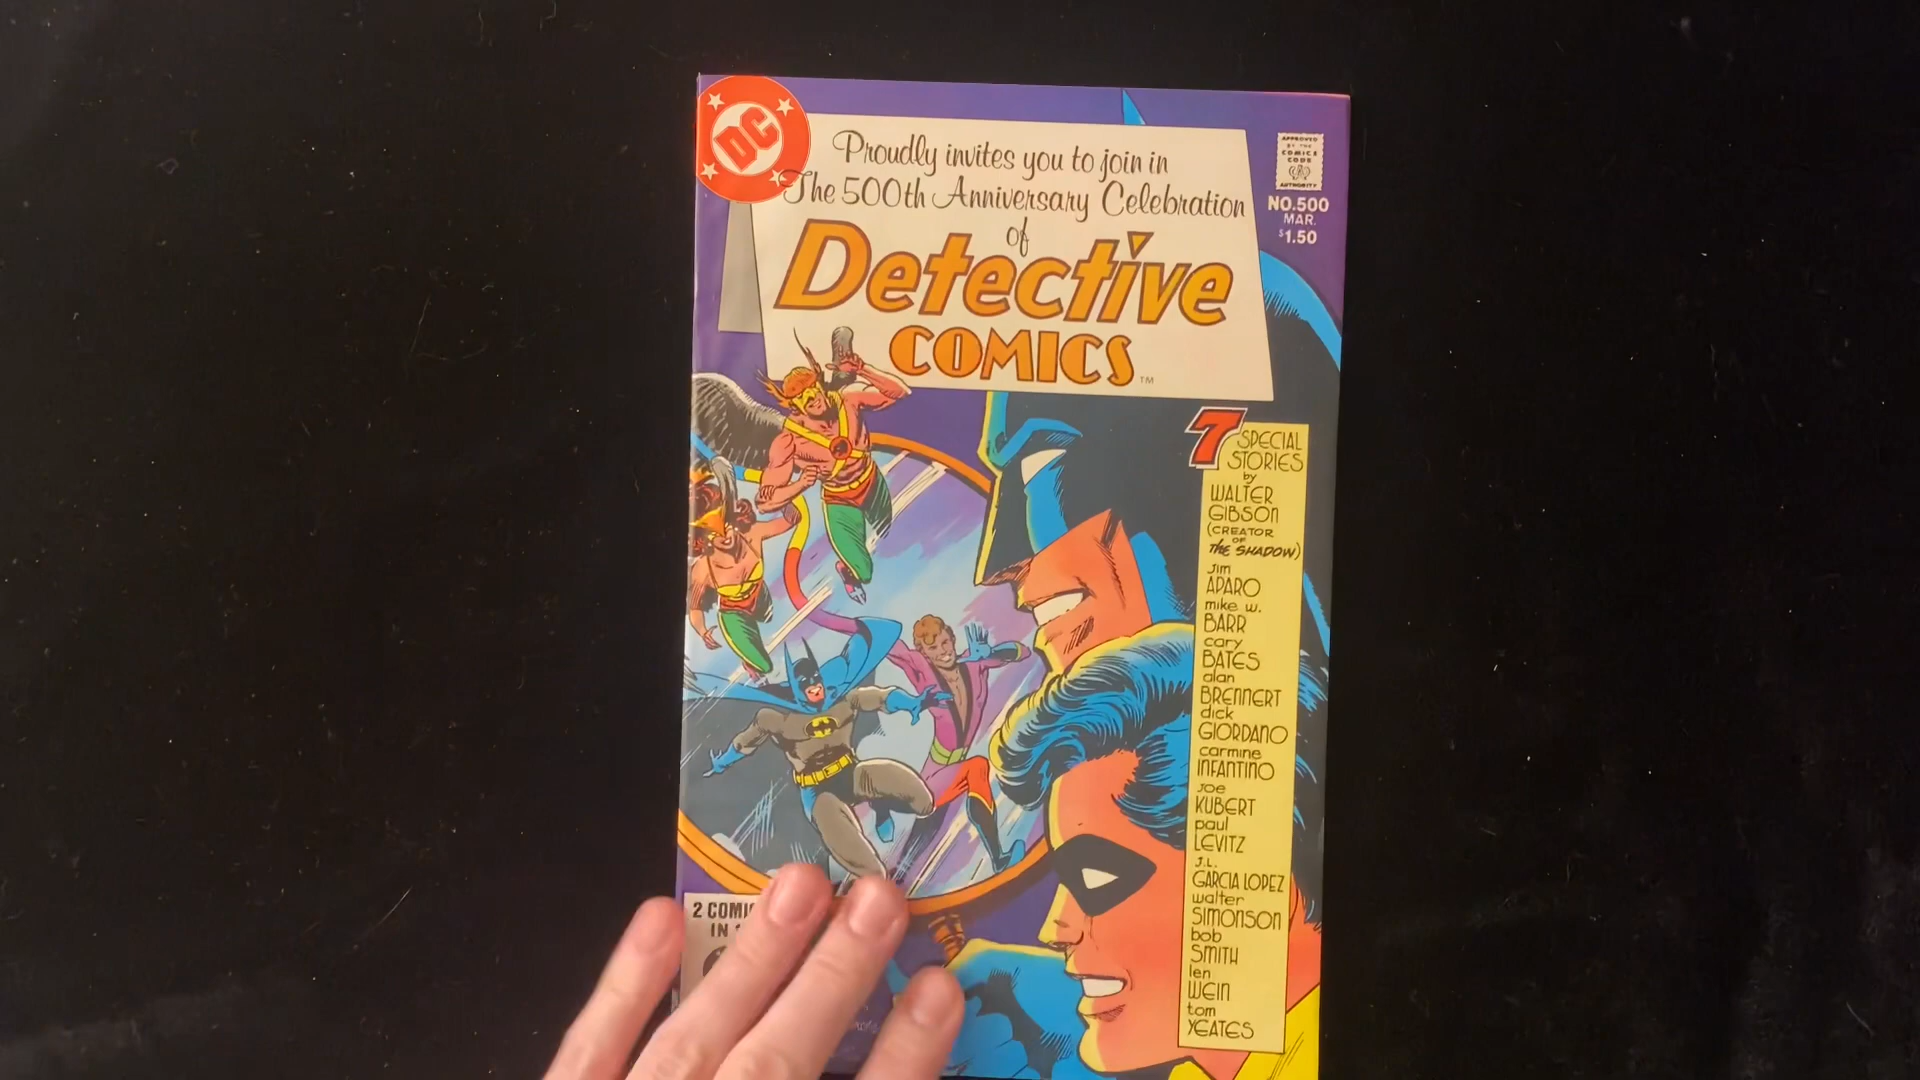 DC
Proudly invites you to join in
The 500th Anniversary Celebration
of
Detective
COMICS
TM
APPROVED
BY THE
COMICS
CODE
AUTHORITY
NO.500
MAR.
$1.50
7 SPECIAL
STORIES
by
WALTER
GIBSON
(CREATOR
OF
THE SHADOW)
Jim
APARO
mike w.
BARR
cary
BATES
alan
BRENNERT
dick
GIORDANO
carmine
INFANTINO
JOE
KUBERT
paul
LEVITZ
J.L.
GARCIA LOPEZ
walter
SIMONSON
bob
SMITH
len
WEIN
tom
YEATES
2
IN